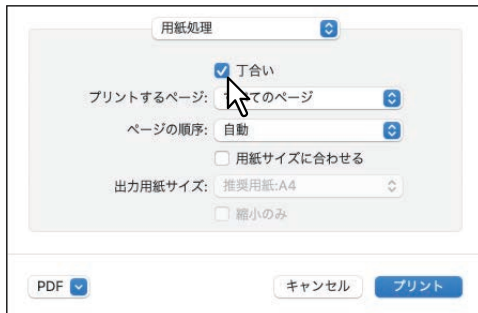 用紙処理
丁合い
プリントするページ: てのページ
ページの順序: 自動
用紙サイズに合わせる
出力用紙サイズ: 推奨用紙:A4
縮小のみ
PDF キャンセル プリント